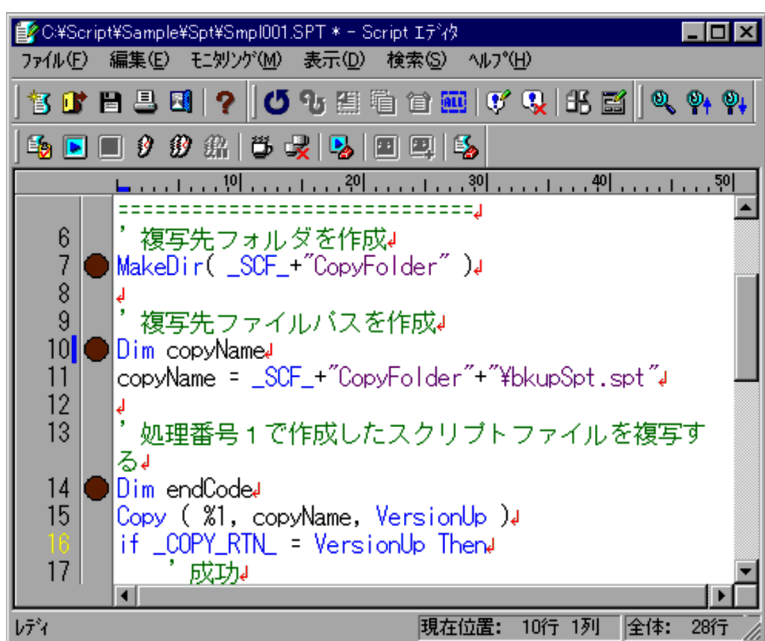 C:¥Script¥Sample¥Spt¥Smpl001.SPT * - Script ｴﾃﾞｨﾀ
ﾌｧｲﾙ(F) 編集(E) ﾓﾆﾀﾘﾝｸﾞ(M) 表示(D) 検索(S) ﾍﾙﾌﾟ(H)
ALL
10 20 30 40 50
=============================
6 ' 複写先フォルダを作成
7 MakeDir( _SCF_+"CopyFolder" )
8
9 ' 複写先ファイルパスを作成
10 Dim copyName
11 copyName = _SCF_+"CopyFolder"+"¥bkupSpt.spt"
12
13 ' 処理番号１で作成したスクリプトファイルを複写す
る
14 Dim endCode
15 Copy ( %1, copyName, VersionUp )
16 if _COPY_RTN_ = VersionUp Then
17 ' 成功
ﾚﾃﾞｨ 現在位置: 10行 1列 全体: 28行